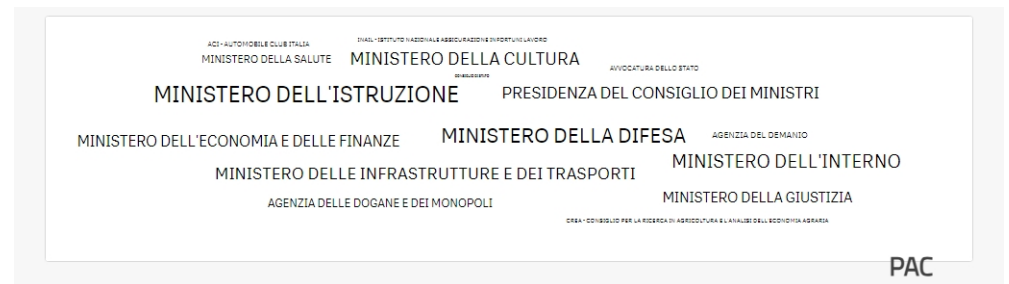 INAIL - ISTITUTO NAZIONALE ASSICURAZIONE INFORTUNI LAVORO
ACI - AUTOMOBILE CLUB ITALIA
MINISTERO DELLA SALUTE
MINISTERO DELLA CULTURA
AVVOCATURA DELLO STATO
CONSIGLIO DI STATO
MINISTERO DELL'ISTRUZIONE
PRESIDENZA DEL CONSIGLIO DEI MINISTRI
MINISTERO DELL'ECONOMIA E DELLE FINANZE
MINISTERO DELLA DIFESA
AGENZIA DEL DEMANIO
MINISTERO DELL'INTERNO
MINISTERO DELLE INFRASTRUTTURE E DEI TRASPORTI
MINISTERO DELLA GIUSTIZIA
AGENZIA DELLE DOGANE E DEI MONOPOLI
CREA - CONSIGLIO PER LA RICERCA IN AGRICOLTURA E L'ANALISI DELL'ECONOMIA AGRARIA
PAC